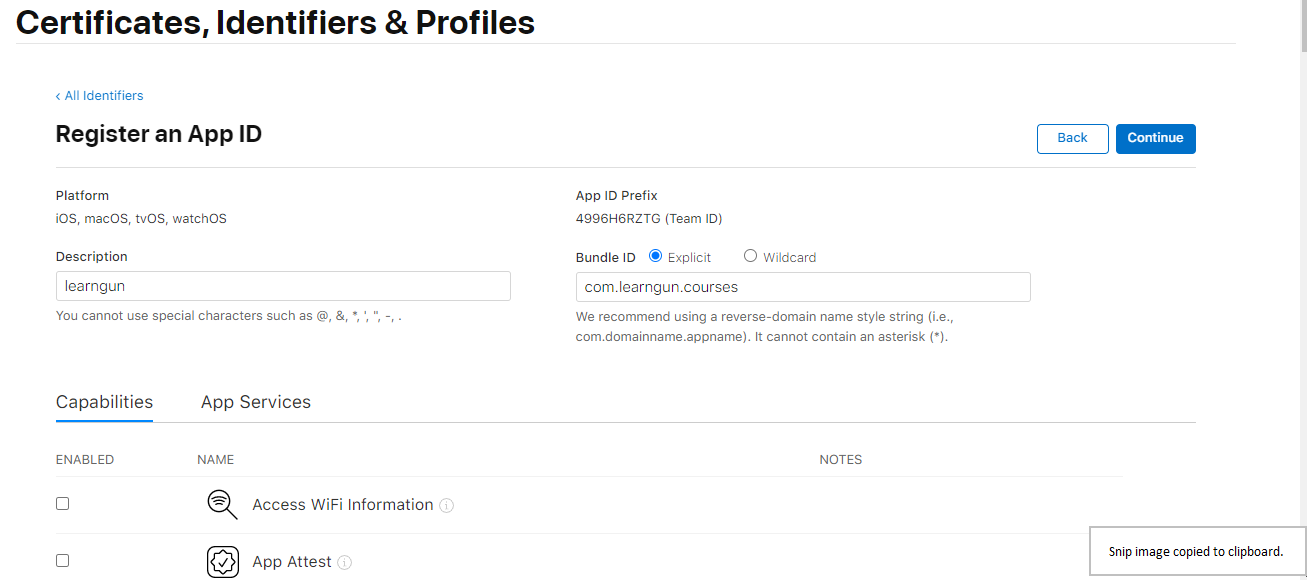 Certificates, Identifiers & Profiles
‹ All Identifiers
Register an App ID
Back
Continue
Platform
iOS, macOS, tvOS, watchOS
App ID Prefix
4996H6RZTG (Team ID)
Description
learngun
You cannot use special characters such as @, &, *, ', ", -, .
Bundle ID Explicit Wildcard
com.learngun.courses
We recommend using a reverse-domain name style string (i.e.,
com.domainname.appname). It cannot contain an asterisk (*).
Capabilities App Services
ENABLED NAME NOTES
Access WiFi Information
App Attest
Snip image copied to clipboard.